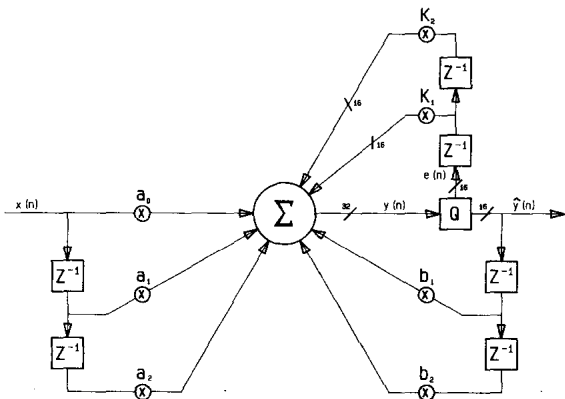 K₂
X
Z⁻¹
16
K₁
X
16
Z⁻¹
e(n)
16
x(n)
a₀
X
Σ
32
y(n)
Q
16
ŷ(n)
Z⁻¹
a₁
X
b₁
X
Z⁻¹
Z⁻¹
a₂
X
b₂
X
Z⁻¹